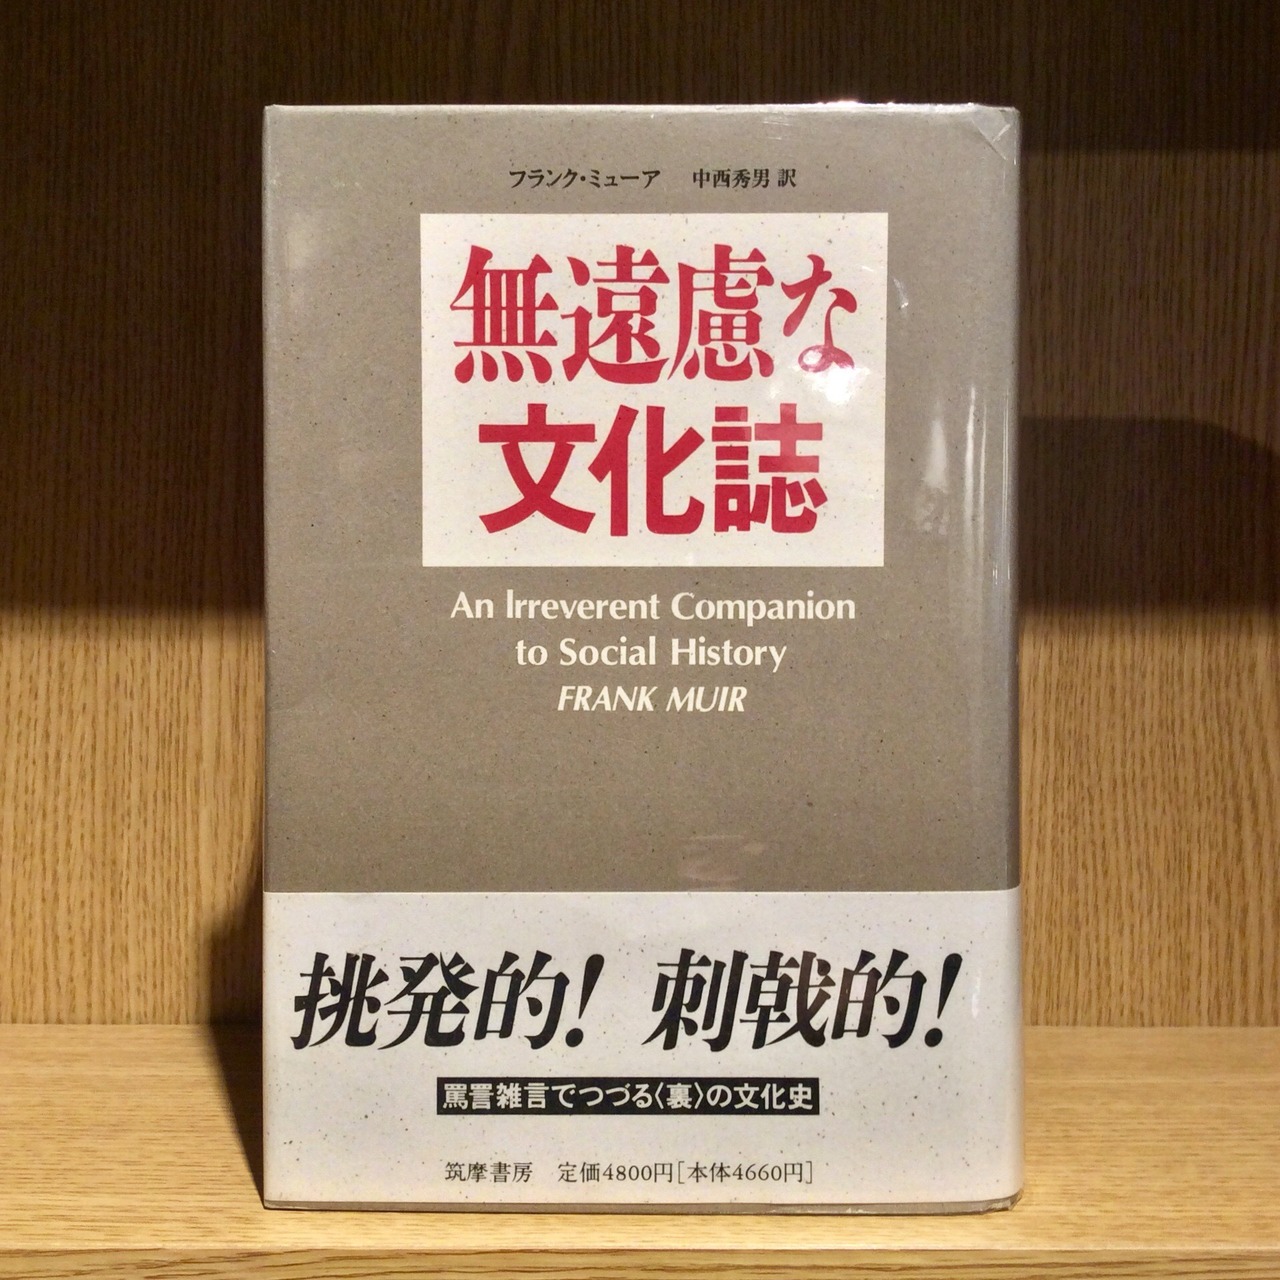 フランク・ミューア　中西秀男 訳
無遠慮な
文化誌
An Irreverent Companion
to Social History
FRANK MUIR
挑発的！ 刺戟的！
罵詈雑言でつづる〈裏〉の文化史
筑摩書房　定価4800円［本体4660円］